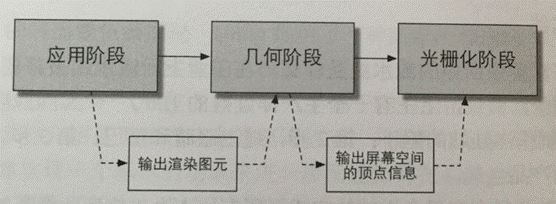 应用阶段
几何阶段
光栅化阶段
输出渲染图元
输出屏幕空间
的顶点信息